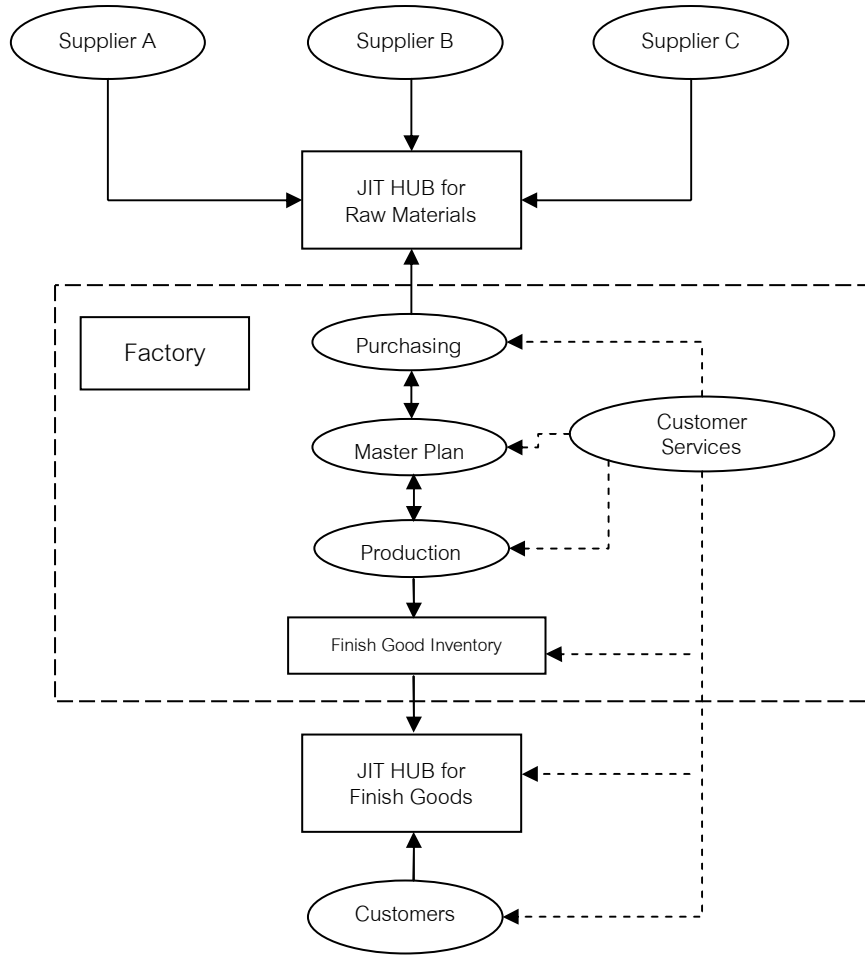 Supplier A
Supplier B
Supplier C
JIT HUB for
Raw Materials
Factory
Purchasing
Customer
Services
Master Plan
Production
Finish Good Inventory
JIT HUB for
Finish Goods
Customers